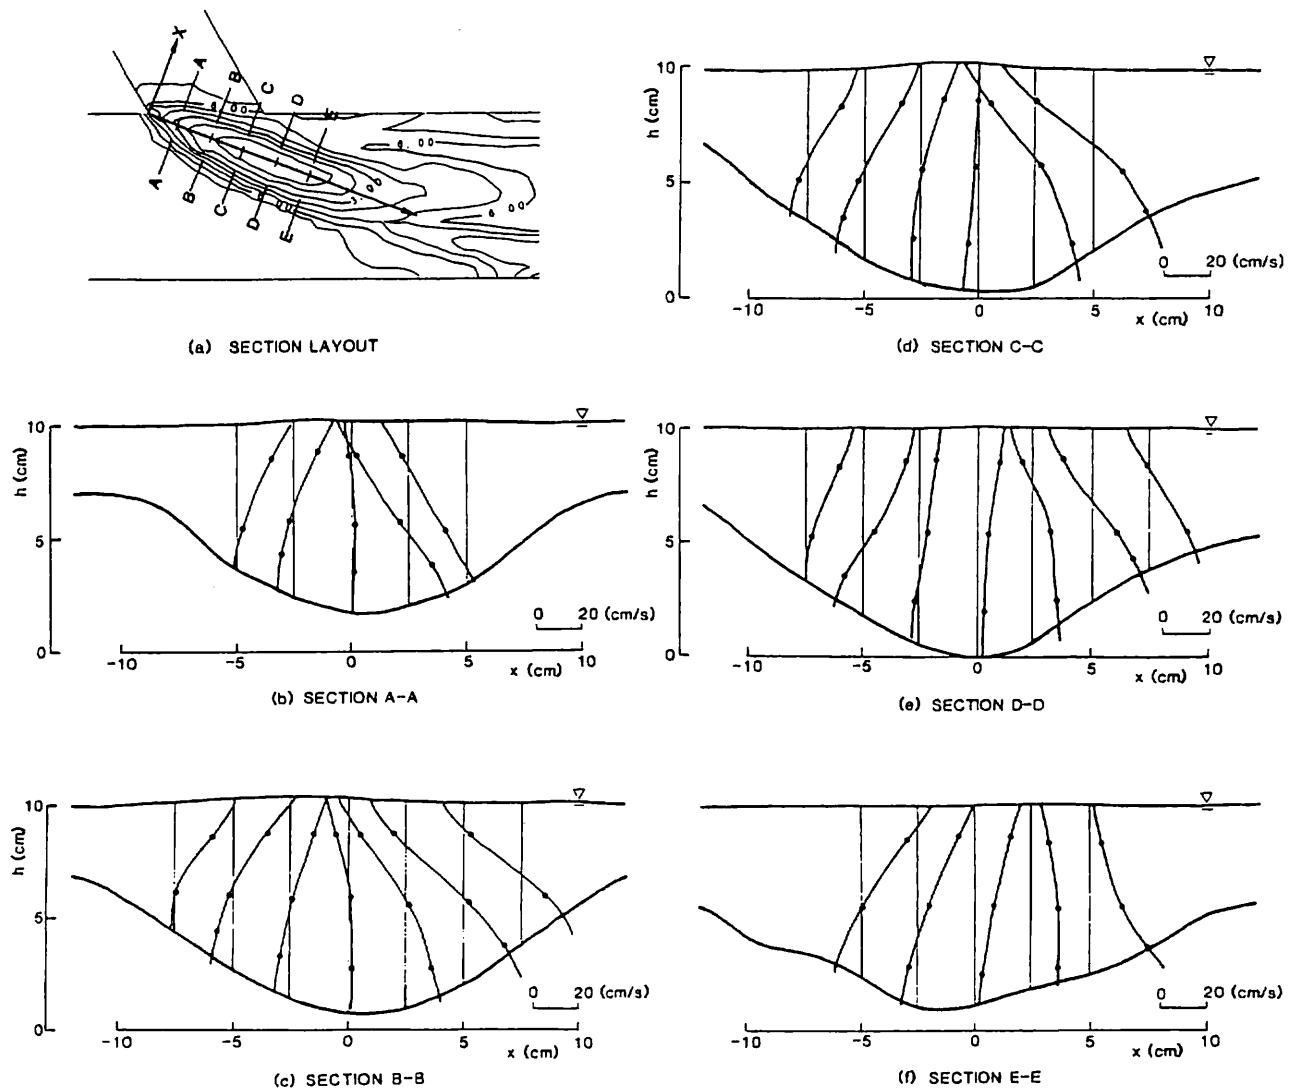 X
A
B
C
D
E
A
B
C
D
E
(a) SECTION LAYOUT
h (cm)
10
5
0
-10 -5 0 5 10
x (cm)
0 20 (cm/s)
(d) SECTION C-C
h (cm)
10
5
0
-10 -5 0 5 10
x (cm)
0 20 (cm/s)
(b) SECTION A-A
h (cm)
10
5
0
-10 -5 0 5 10
x (cm)
0 20 (cm/s)
(e) SECTION D-D
h (cm)
10
5
0
-10 -5 0 5 10
x (cm)
0 20 (cm/s)
(c) SECTION B-B
h (cm)
10
5
0
-10 -5 0 5 10
x (cm)
0 20 (cm/s)
(f) SECTION E-E